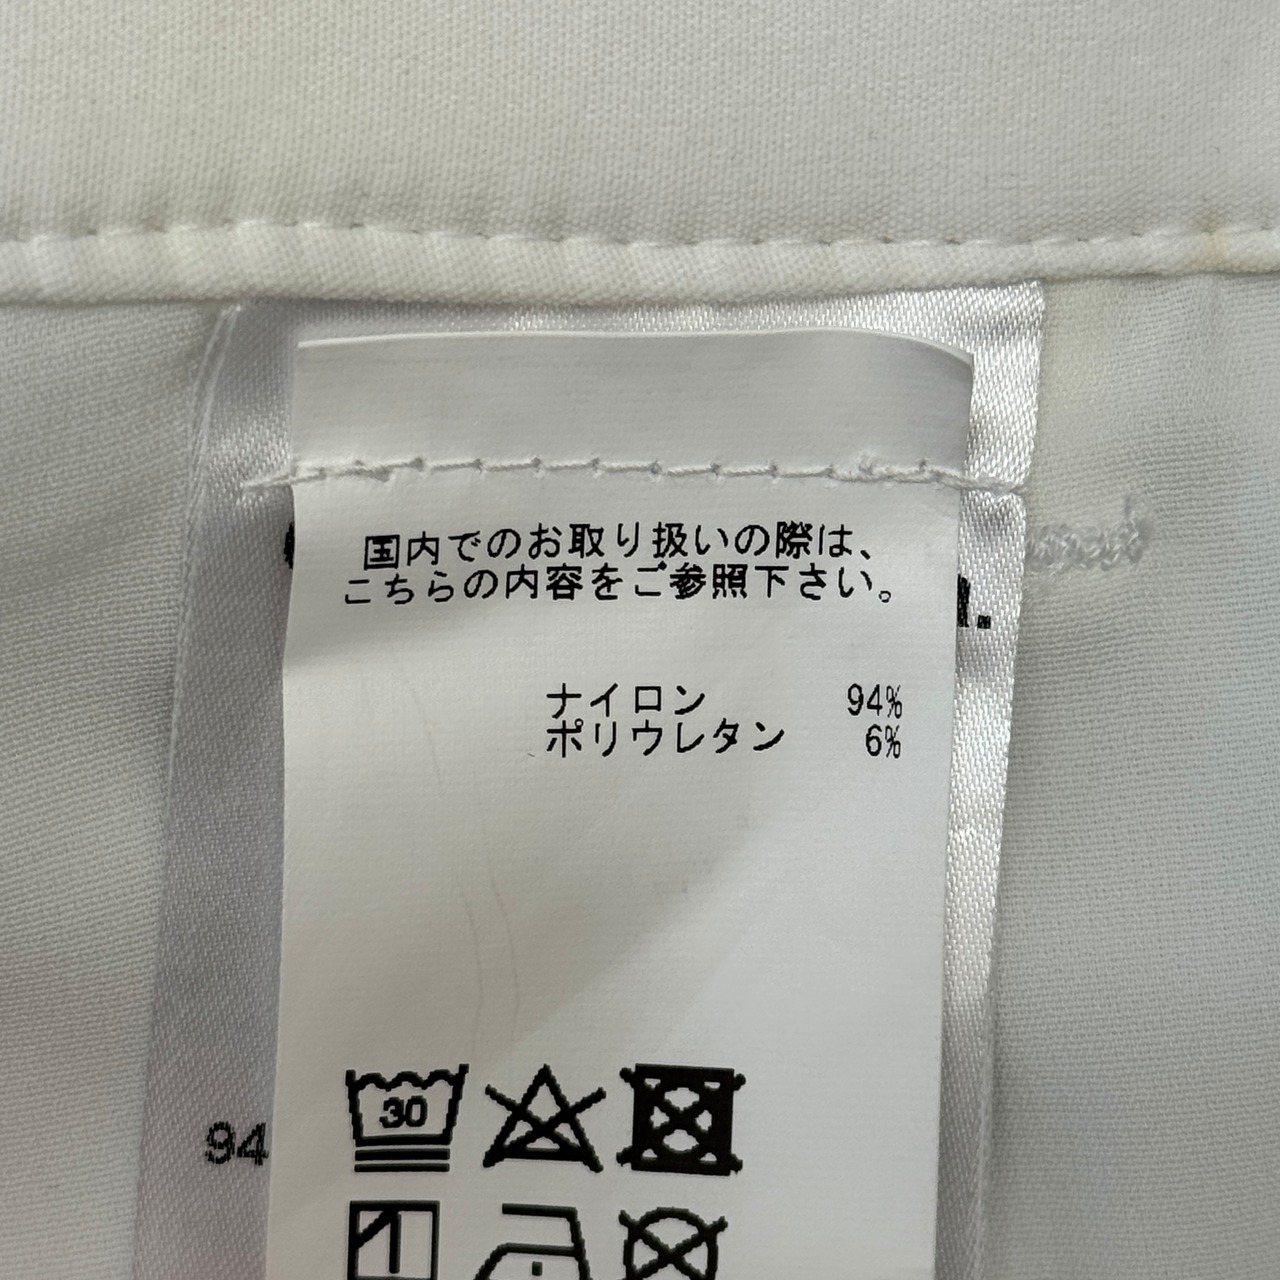 国内でのお取り扱いの際は、
こちらの内容をご参照下さい。
ナイロン 94%
ポリウレタン 6%
30
94